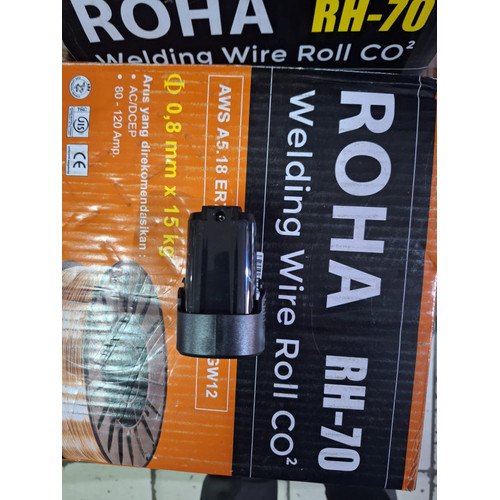 ROHA RH-70
Welding Wire Roll CO²
ROHA RH-70
Welding Wire Roll CO²
AWS A5.18 ER
GW12
Φ 0,8 mm x 15 kg
Arus yang direkomendasikan :
• AC/DCEP
• 80 - 120 Amp.
CE